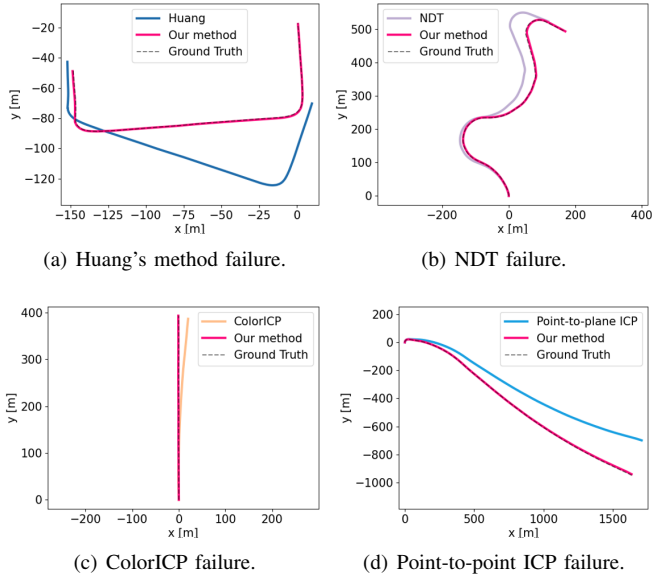 Huang
Our method
Ground Truth
−20
−40
−60
−80
−100
−120
y [m]
−150 −125 −100 −75 −50 −25 0
x [m]
(a) Huang's method failure.
NDT
Our method
Ground Truth
500
400
300
200
100
0
y [m]
−200 0 200 400
x [m]
(b) NDT failure.
ColorICP
Our method
Ground Truth
400
300
200
100
0
y [m]
−200 −100 0 100 200
x [m]
(c) ColorICP failure.
Point-to-plane ICP
Our method
Ground Truth
200
0
−200
−400
−600
−800
−1000
y [m]
0 500 1000 1500
x [m]
(d) Point-to-point ICP failure.